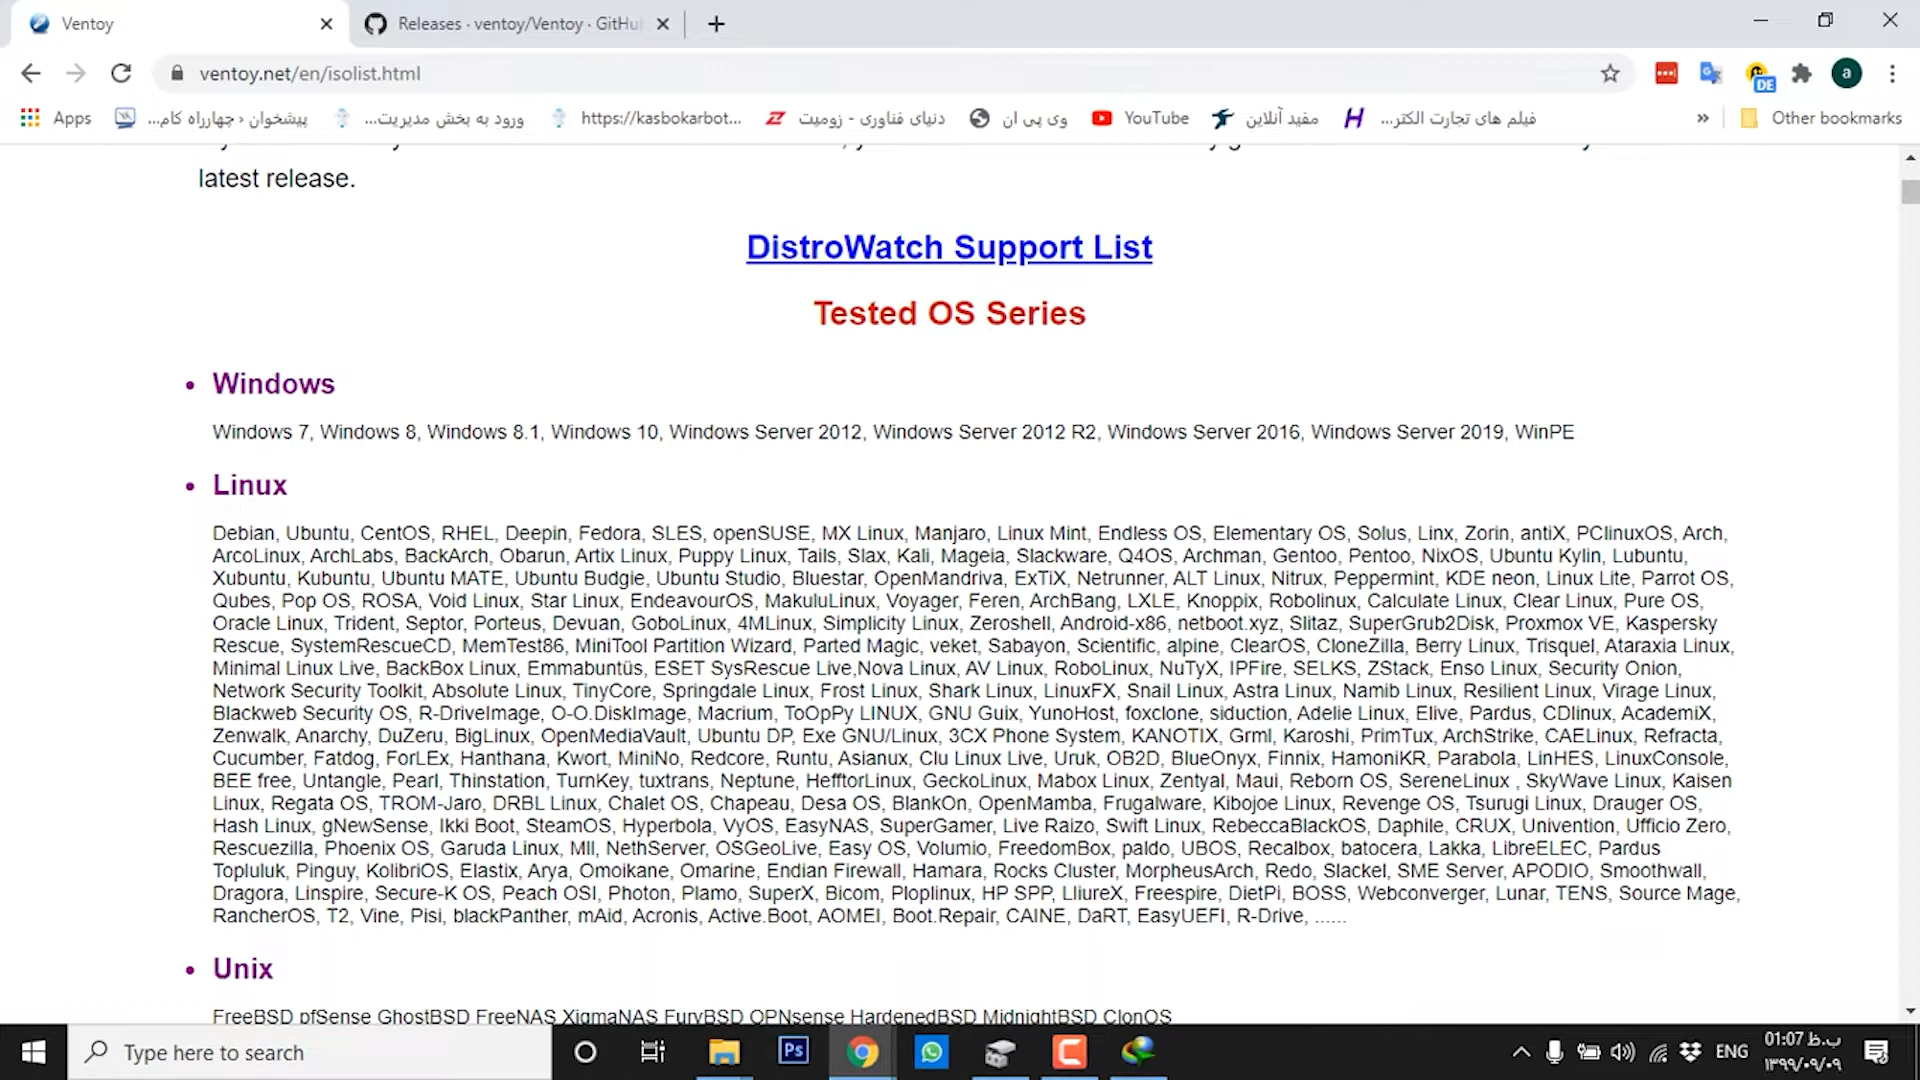 Ventoy
Releases · ventoy/Ventoy · GitHu
ventoy.net/en/isolist.html
DE
a
Apps
پیشخوان ‹ چهارراه کام...
ورود به بخش مدیریت...
https://kasbokarbot...
دنیای فناوری - زومیت
وی پی ان
YouTube
مفید آنلاین
فیلم های تجارت الکتر...
»
Other bookmarks
latest release.
DistroWatch Support List
Tested OS Series
• Windows
Windows 7, Windows 8, Windows 8.1, Windows 10, Windows Server 2012, Windows Server 2012 R2, Windows Server 2016, Windows Server 2019, WinPE
• Linux
Debian, Ubuntu, CentOS, RHEL, Deepin, Fedora, SLES, openSUSE, MX Linux, Manjaro, Linux Mint, Endless OS, Elementary OS, Solus, Linx, Zorin, antiX, PClinuxOS, Arch,
ArcoLinux, ArchLabs, BackArch, Obarun, Artix Linux, Puppy Linux, Tails, Slax, Kali, Mageia, Slackware, Q4OS, Archman, Gentoo, Pentoo, NixOS, Ubuntu Kylin, Lubuntu,
Xubuntu, Kubuntu, Ubuntu MATE, Ubuntu Budgie, Ubuntu Studio, Bluestar, OpenMandriva, ExTiX, Netrunner, ALT Linux, Nitrux, Peppermint, KDE neon, Linux Lite, Parrot OS,
Qubes, Pop OS, ROSA, Void Linux, Star Linux, EndeavourOS, MakuluLinux, Voyager, Feren, ArchBang, LXLE, Knoppix, Robolinux, Calculate Linux, Clear Linux, Pure OS,
Oracle Linux, Trident, Septor, Porteus, Devuan, GoboLinux, 4MLinux, Simplicity Linux, Zeroshell, Android-x86, netboot.xyz, Slitaz, SuperGrub2Disk, Proxmox VE, Kaspersky
Rescue, SystemRescueCD, MemTest86, MiniTool Partition Wizard, Parted Magic, veket, Sabayon, Scientific, alpine, ClearOS, CloneZilla, Berry Linux, Trisquel, Ataraxia Linux,
Minimal Linux Live, BackBox Linux, Emmabuntüs, ESET SysRescue Live,Nova Linux, AV Linux, RoboLinux, NuTyX, IPFire, SELKS, ZStack, Enso Linux, Security Onion,
Network Security Toolkit, Absolute Linux, TinyCore, Springdale Linux, Frost Linux, Shark Linux, LinuxFX, Snail Linux, Astra Linux, Namib Linux, Resilient Linux, Virage Linux,
Blackweb Security OS, R-DriveImage, O-O.DiskImage, Macrium, ToOpPy LINUX, GNU Guix, YunoHost, foxclone, siduction, Adelie Linux, Elive, Pardus, CDlinux, AcademiX,
Zenwalk, Anarchy, DuZeru, BigLinux, OpenMediaVault, Ubuntu DP, Exe GNU/Linux, 3CX Phone System, KANOTIX, Grml, Karoshi, PrimTux, ArchStrike, CAELinux, Refracta,
Cucumber, Fatdog, ForLEx, Hanthana, Kwort, MiniNo, Redcore, Runtu, Asianux, Clu Linux Live, Uruk, OB2D, BlueOnyx, Finnix, HamoniKR, Parabola, LinHES, LinuxConsole,
BEE free, Untangle, Pearl, Thinstation, TurnKey, tuxtrans, Neptune, HefftorLinux, GeckoLinux, Mabox Linux, Zentyal, Maui, Reborn OS, SereneLinux , SkyWave Linux, Kaisen
Linux, Regata OS, TROM-Jaro, DRBL Linux, Chalet OS, Chapeau, Desa OS, BlankOn, OpenMamba, Frugalware, Kibojoe Linux, Revenge OS, Tsurugi Linux, Drauger OS,
Hash Linux, gNewSense, Ikki Boot, SteamOS, Hyperbola, VyOS, EasyNAS, SuperGamer, Live Raizo, Swift Linux, RebeccaBlackOS, Daphile, CRUX, Univention, Ufficio Zero,
Rescuezilla, Phoenix OS, Garuda Linux, Mll, NethServer, OSGeoLive, Easy OS, Volumio, FreedomBox, paldo, UBOS, Recalbox, batocera, Lakka, LibreELEC, Pardus
Topluluk, Pinguy, KolibriOS, Elastix, Arya, Omoikane, Omarine, Endian Firewall, Hamara, Rocks Cluster, MorpheusArch, Redo, Slackel, SME Server, APODIO, Smoothwall,
Dragora, Linspire, Secure-K OS, Peach OSI, Photon, Plamo, SuperX, Bicom, Ploplinux, HP SPP, LliureX, Freespire, DietPi, BOSS, Webconverger, Lunar, TENS, Source Mage,
RancherOS, T2, Vine, Pisi, blackPanther, mAid, Acronis, Active.Boot, AOMEI, Boot.Repair, CAINE, DaRT, EasyUEFI, R-Drive, ......
• Unix
FreeBSD pfSense GhostBSD FreeNAS XigmaNAS FuryBSD OPNsense HardenedBSD MidnightBSD ClonOS
Type here to search
Ps
ENG
01:07 ب.ظ
۱۳۹۹/۰۹/۰۹